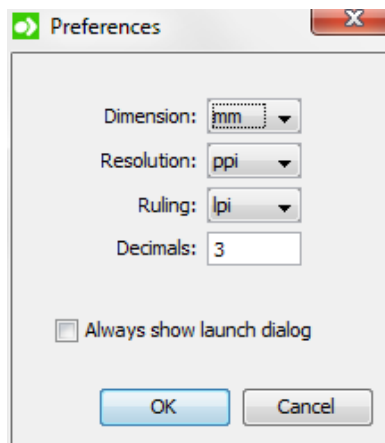 Preferences
Dimension: mm
Resolution: ppi
Ruling: lpi
Decimals: 3
Always show launch dialog
OK Cancel